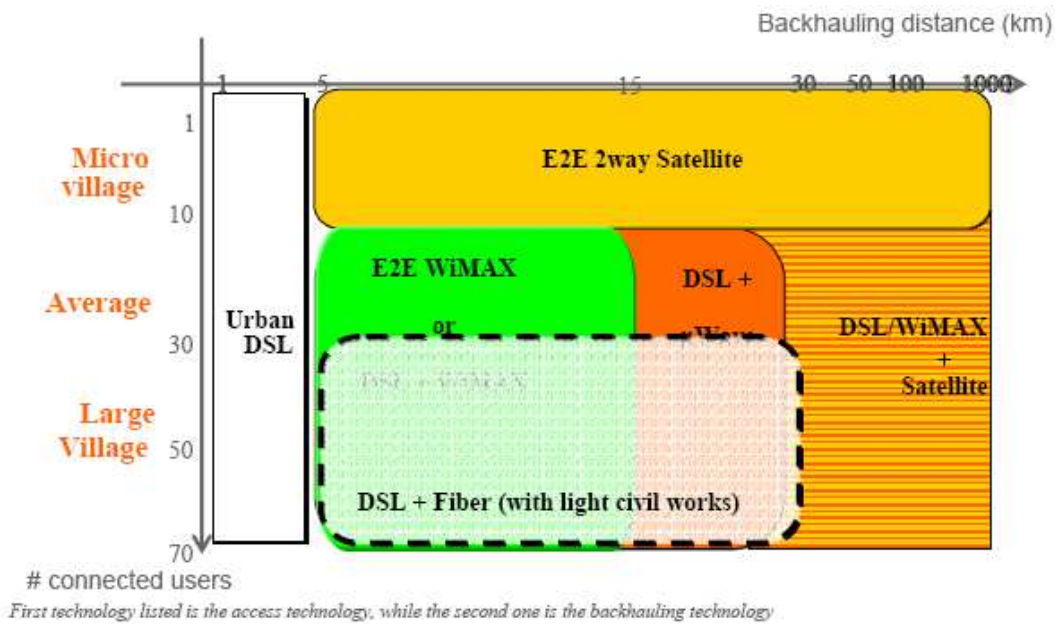 Backhauling distance (km)
1 5 15 30 50 100 1000
1
Micro
village
10
E2E 2way Satellite
E2E WiMAX
or
DSL + WiMAX
DSL +
Average
30
Urban
DSL
DSL/WiMAX
+
Satellite
Large
Village
50
DSL + Fiber (with light civil works)
70
# connected users
First technology listed is the access technology, while the second one is the backhauling technology